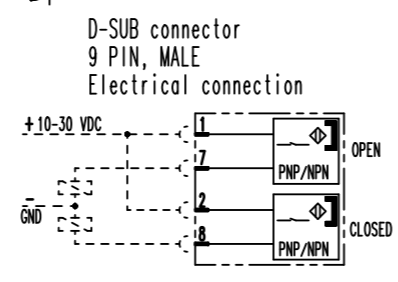 D-SUB connector
9 PIN, MALE
Electrical connection
+10-30 VDC
1
7
OPEN
PNP/NPN
-
GND
2
8
CLOSED
PNP/NPN